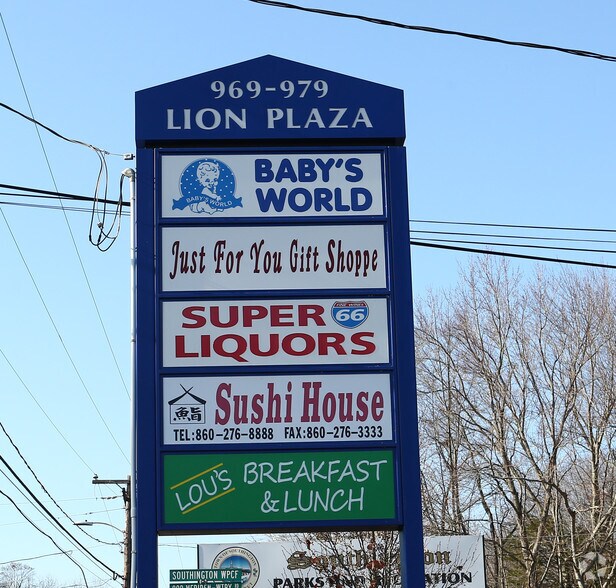 969-979
LION PLAZA
BABY'S WORLD
BABY'S
WORLD
Just For You Gift Shoppe
SUPER 66
LIQUORS
鮨
Sushi House
TEL:860-276-8888 FAX:860-276-3333
LOU'S BREAKFAST
& LUNCH
SOUTHINGTON WPCF
PARKS